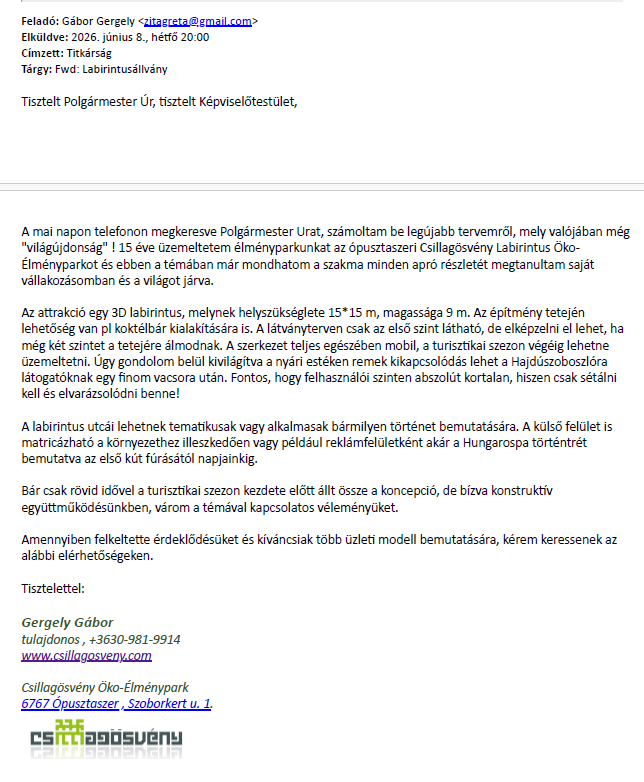 Feladó: Gábor Gergely <zitagreta@gmail.com>
Elküldve: 2026. június 8., hétfő 20:00
Címzett: Titkárság
Tárgy: Fwd: Labirintusállvány
Tisztelt Polgármester Úr, tisztelt Képviselőtestület,
A mai napon telefonon megkeresve Polgármester Urat, számoltam be legújabb tervemről, mely valójában még
"világújdonság" ! 15 éve üzemeltetem élményparkunkat az ópusztaszeri Csillagösvény Labirintus Öko-
Élményparkot és ebben a témában már mondhatom a szakma minden apró részletét megtanultam saját
vállakozásomban és a világot járva.
Az attrakció egy 3D labirintus, melynek helyszükséglete 15*15 m, magassága 9 m. Az építmény tetején
lehetőség van pl koktélbár kialakítására is. A látványterven csak az első szint látható, de elképzelni el lehet, ha
még két szintet a tetejére álmodnak. A szerkezet teljes egészében mobil, a turisztikai szezon végéig lehetne
üzemeltetni. Úgy gondolom belül kivilágítva a nyári estéken remek kikapcsolódás lehet a Hajdúszoboszlóra
látogatóknak egy finom vacsora után. Fontos, hogy felhasználói szinten abszolút kortalan, hiszen csak sétálni
kell és elvarázsolódni benne!
A labirintus utcái lehetnek tematikusak vagy alkalmasak bármilyen történet bemutatására. A külső felület is
matricázható a környezethez illeszkedően vagy például reklámfelületként akár a Hungarospa történtrét
bemutatva az első kút fúrásától napjainkig.
Bár csak rövid idővel a turisztikai szezon kezdete előtt állt össze a koncepció, de bízva konstruktív
együttműködésünkben, várom a témával kapcsolatos véleményüket.
Amennyiben felkeltette érdeklődésüket és kíváncsiak több üzleti modell bemutatására, kérem keressenek az
alábbi elérhetőségeken.
Tisztelettel:
Gergely Gábor
tulajdonos , +3630-981-9914
www.csillagosveny.com
Csillagösvény Öko-Élménypark
6767 Ópusztaszer , Szoborkert u. 1.
csillagösvény